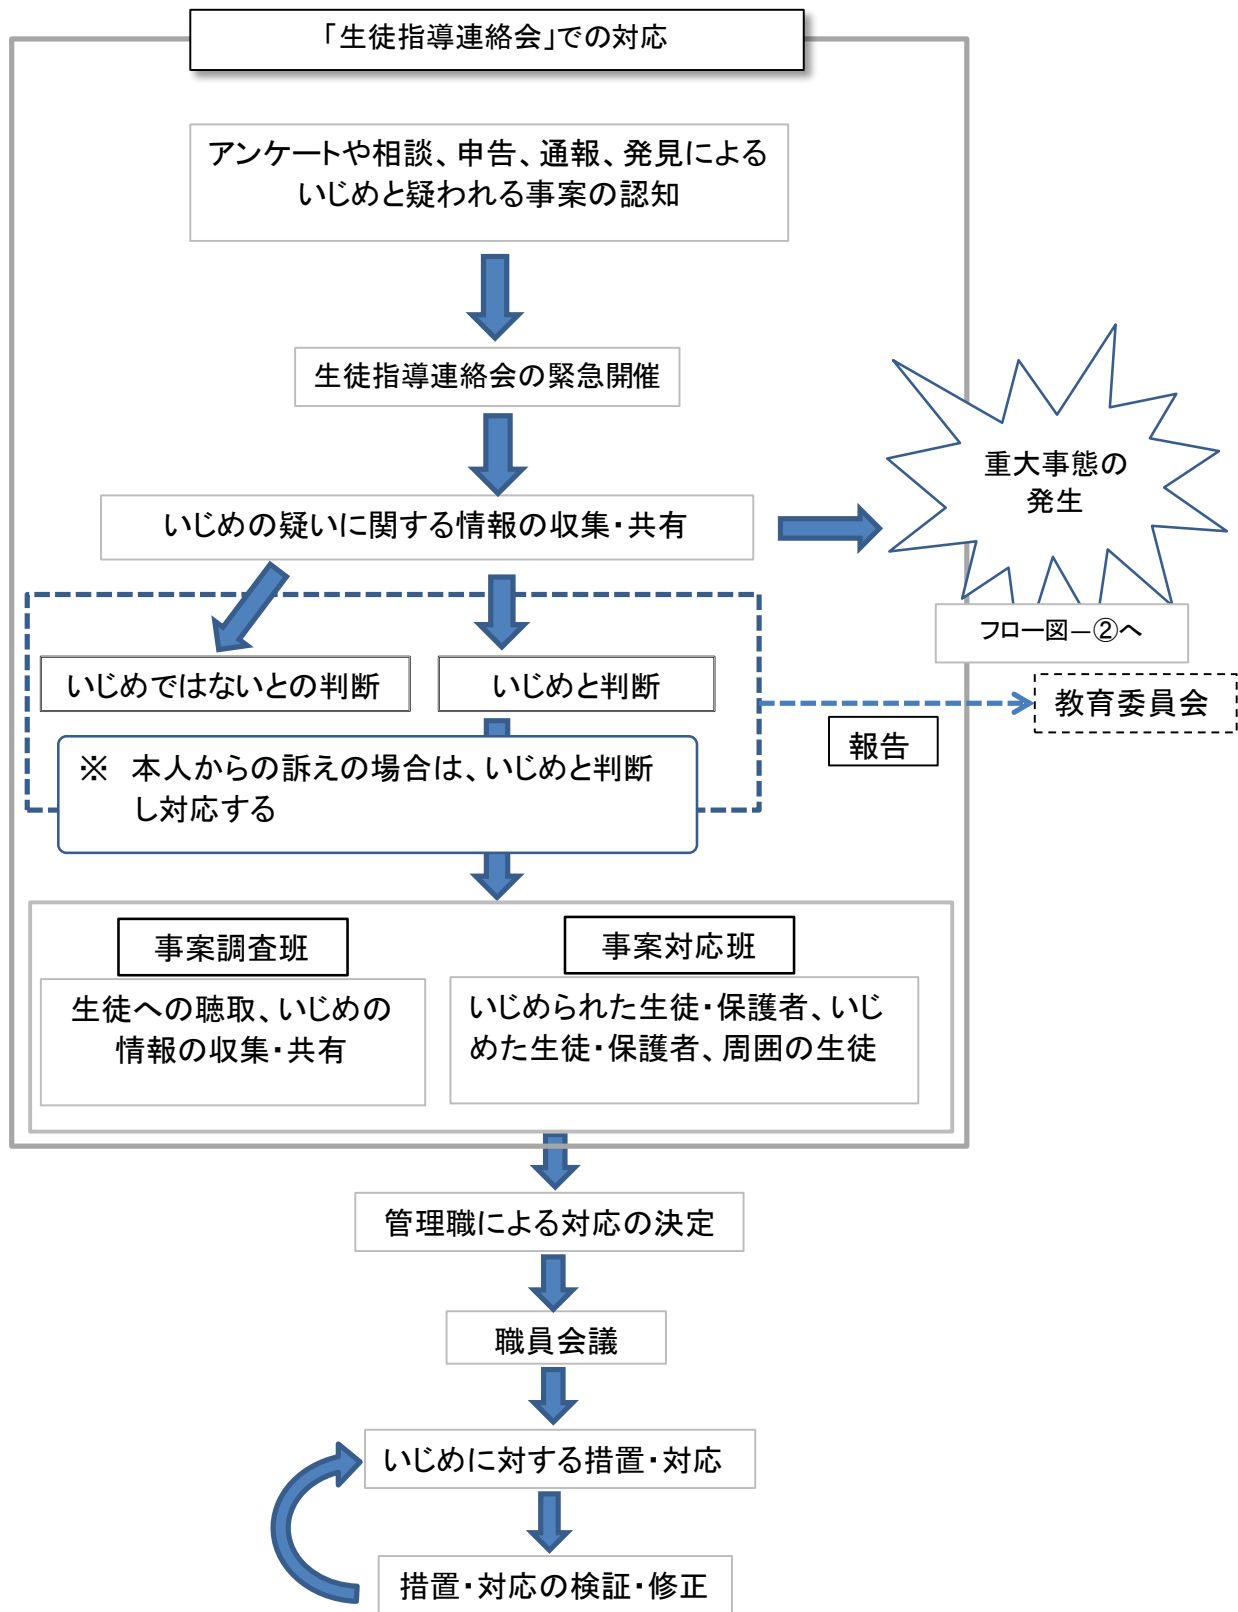 「生徒指導連絡会」での対応
アンケートや相談、申告、通報、発見による
いじめと疑われる事案の認知
生徒指導連絡会の緊急開催
重大事態の
発生
いじめの疑いに関する情報の収集・共有
フロー図―②へ
いじめではないとの判断
いじめと判断
教育委員会
報告
※ 本人からの訴えの場合は、いじめと判断
し対応する
事案調査班
生徒への聴取、いじめの
情報の収集・共有
事案対応班
いじめられた生徒・保護者、いじ
めた生徒・保護者、周囲の生徒
管理職による対応の決定
職員会議
いじめに対する措置・対応
措置・対応の検証・修正